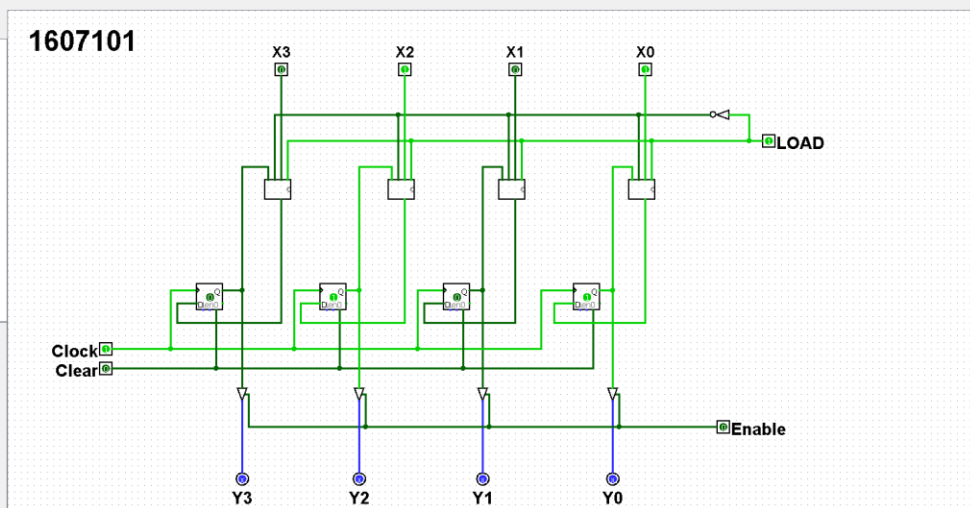 1607101
X3 X2 X1 X0
LOAD
Clock
Clear
Enable
Y3 Y2 Y1 Y0